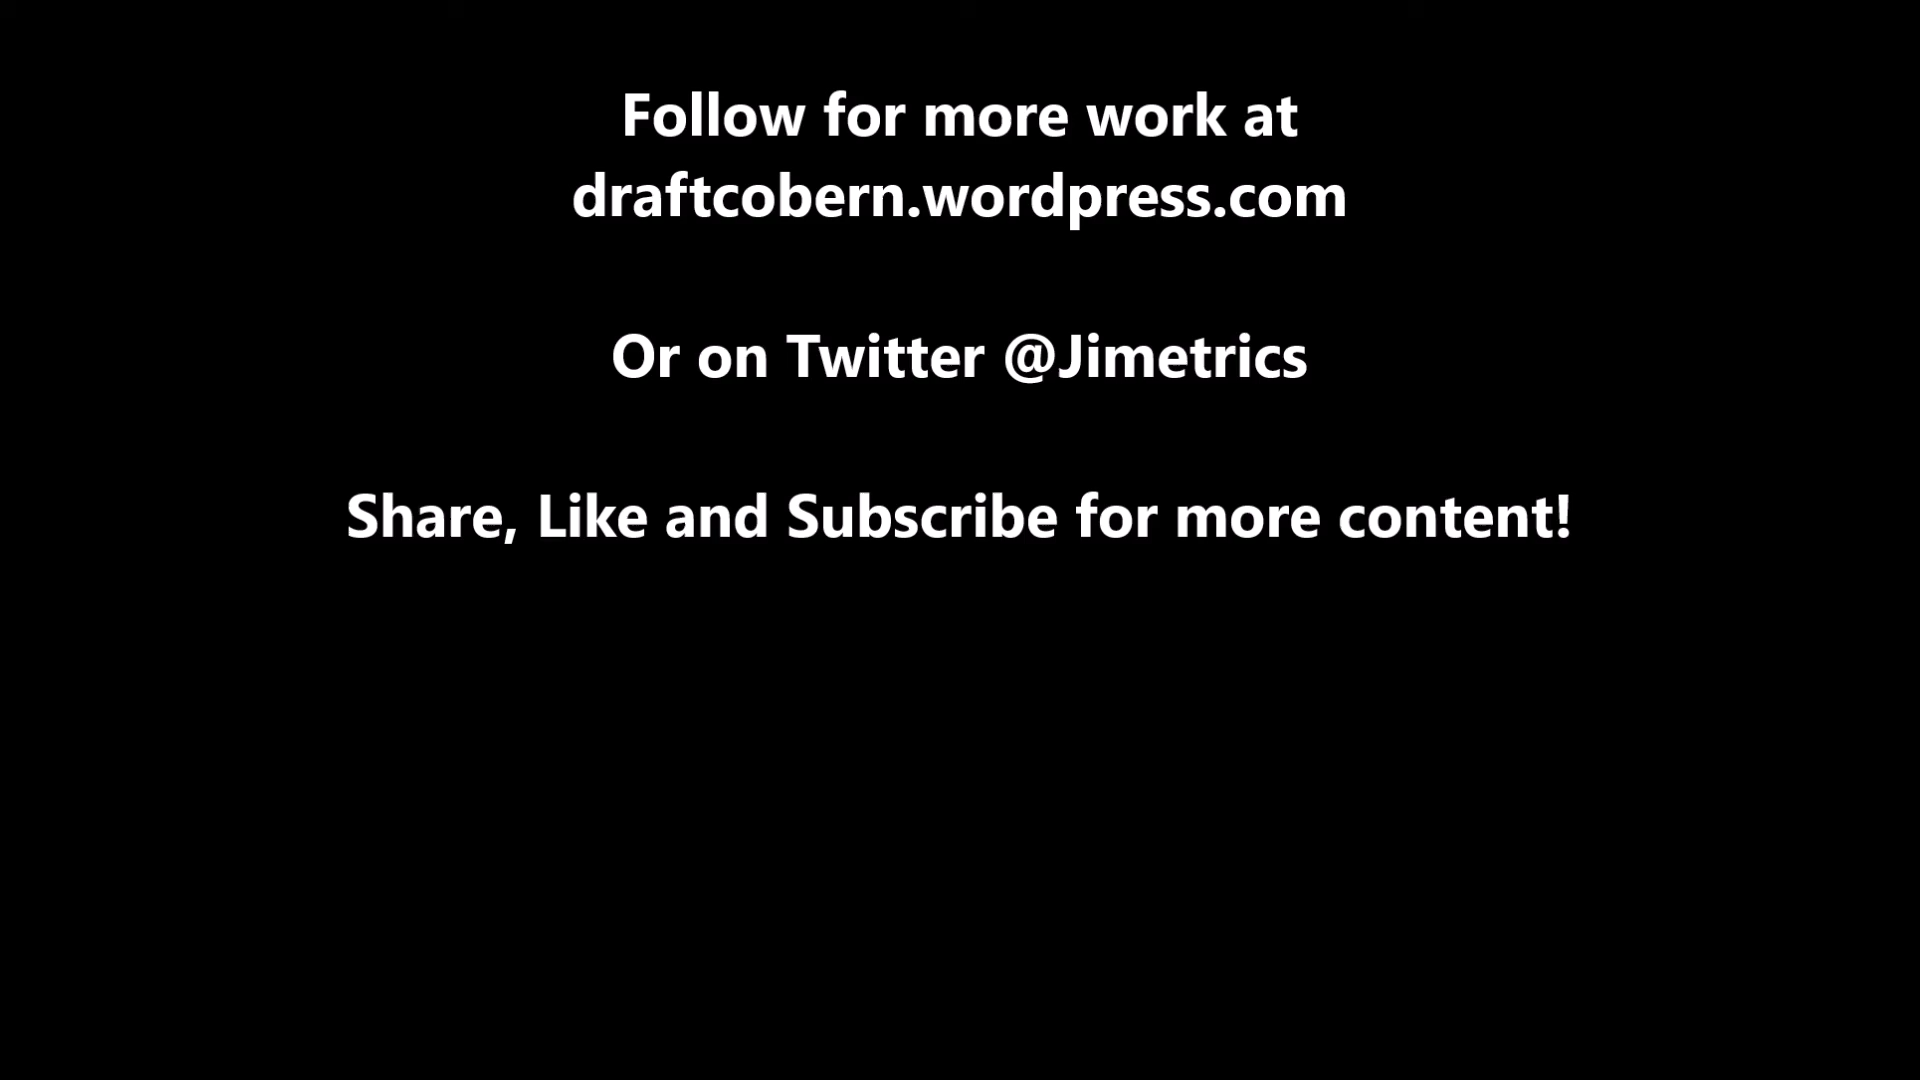 Follow for more work at
draftcobern.wordpress.com
Or on Twitter @Jimetrics
Share, Like and Subscribe for more content!